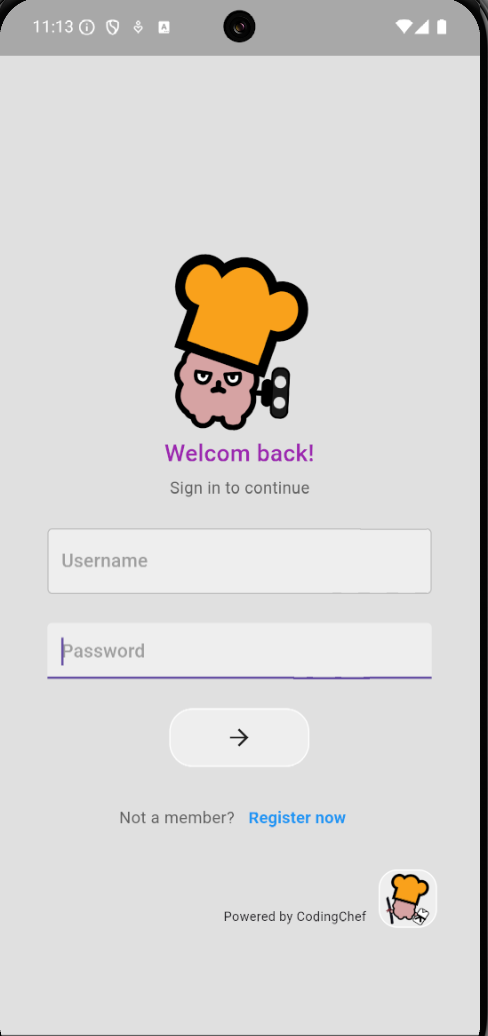 11:13
Welcom back!
Sign in to continue
Username
Password
Not a member? Register now
Powered by CodingChef